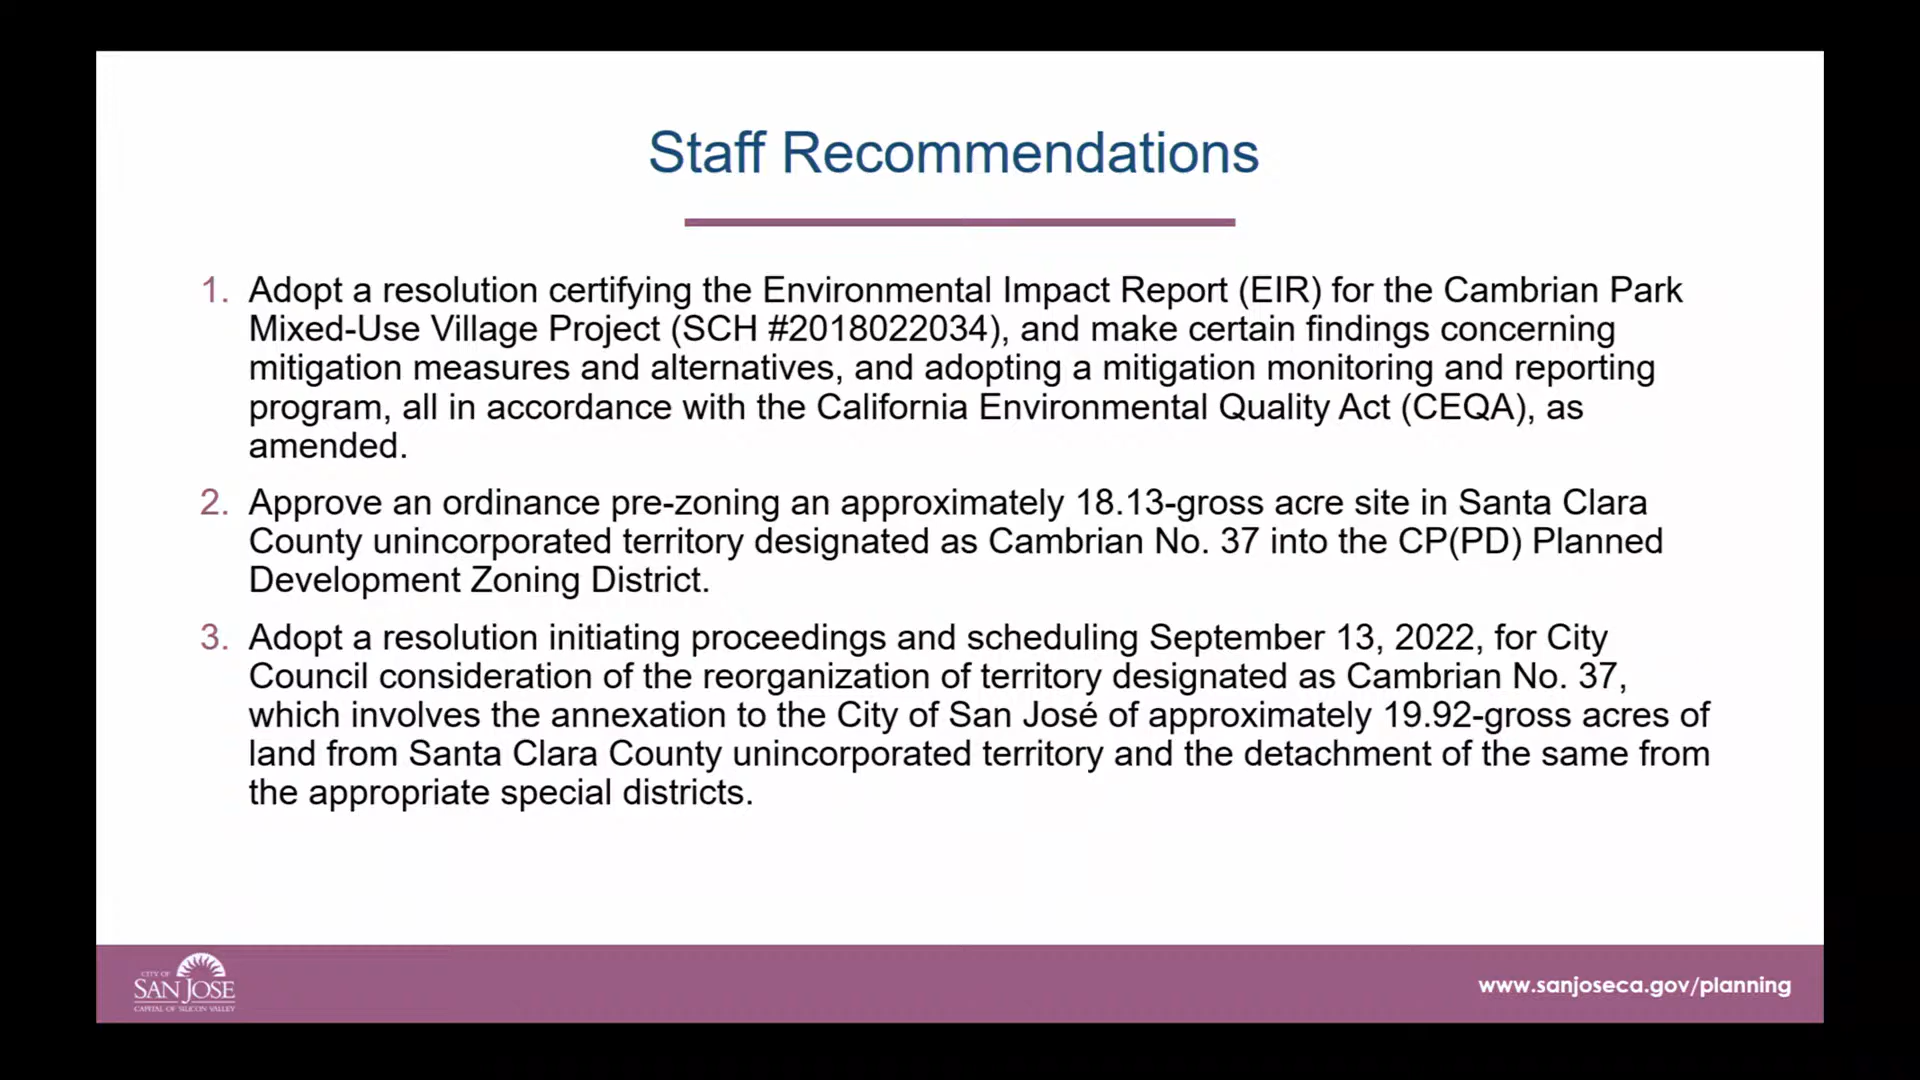 Staff Recommendations
1. Adopt a resolution certifying the Environmental Impact Report (EIR) for the Cambrian Park
Mixed-Use Village Project (SCH #2018022034), and make certain findings concerning
mitigation measures and alternatives, and adopting a mitigation monitoring and reporting
program, all in accordance with the California Environmental Quality Act (CEQA), as
amended.
2. Approve an ordinance pre-zoning an approximately 18.13-gross acre site in Santa Clara
County unincorporated territory designated as Cambrian No. 37 into the CP(PD) Planned
Development Zoning District.
3. Adopt a resolution initiating proceedings and scheduling September 13, 2022, for City
Council consideration of the reorganization of territory designated as Cambrian No. 37,
which involves the annexation to the City of San José of approximately 19.92-gross acres of
land from Santa Clara County unincorporated territory and the detachment of the same from
the appropriate special districts.
CITY OF
SAN JOSE
CAPITAL OF SILICON VALLEY
www.sanjoseca.gov/planning